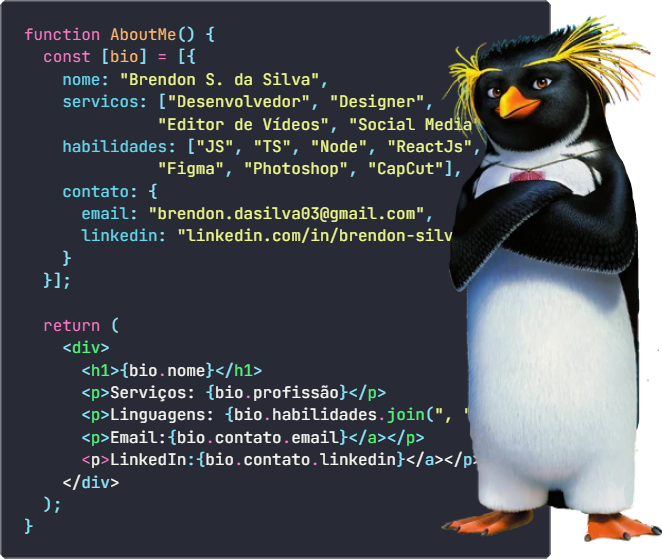 function AboutMe() {
const [bio] = [{
nome: "Brendon S. da Silva",
servicos: ["Desenvolvedor", "Designer",
"Editor de Vídeos", "Social Media"
habilidades: ["JS", "TS", "Node", "ReactJs",
"Figma", "Photoshop", "CapCut"],
contato: {
email: "brendon.dasilva03@gmail.com",
linkedin: "linkedin.com/in/brendon-silv
}
}];
return (
<div>
<h1>{bio.nome}</h1>
<p>Serviços: {bio.profissão}</p>
<p>Linguagens: {bio.habilidades.join(", "
<p>Email:{bio.contato.email}</a></p>
<p>LinkedIn:{bio.contato.linkedin}</a></p>
</div>
);
}